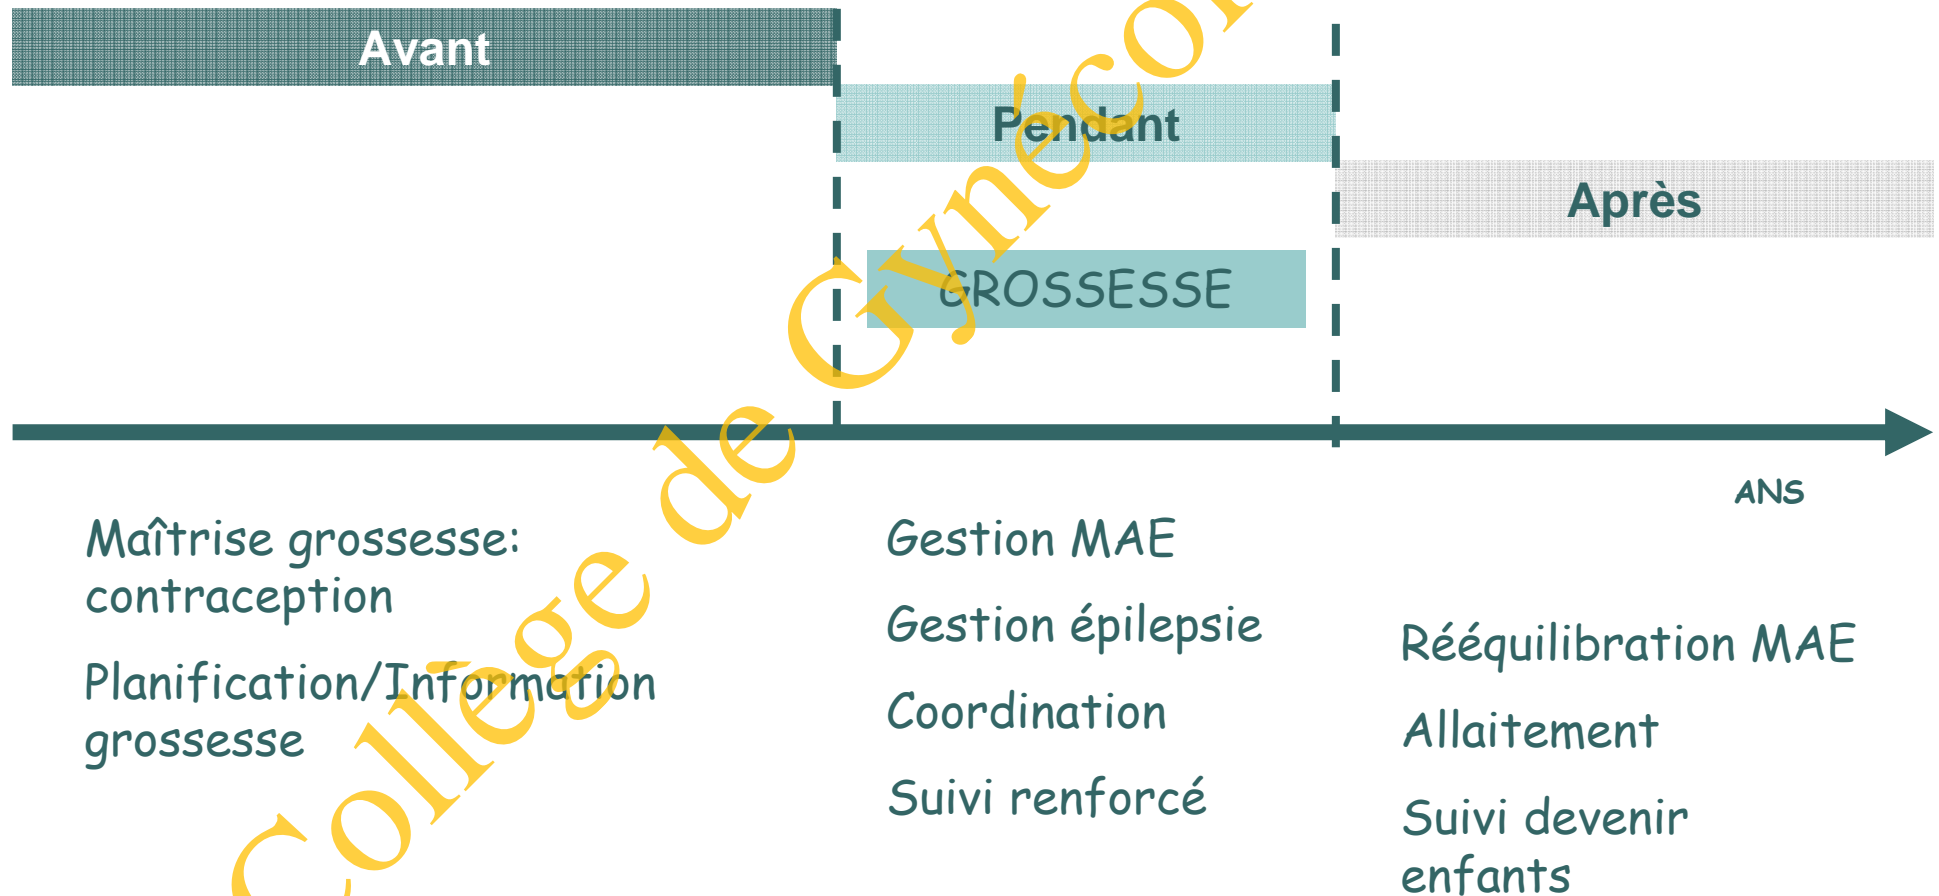 Avant
Pendant
Après
GROSSESSE
ANS
Maîtrise grossesse:
contraception
Planification/Information
grossesse
Gestion MAE
Gestion épilepsie
Coordination
Suivi renforcé
Rééquilibration MAE
Allaitement
Suivi devenir
enfants
Collège de Gynéco